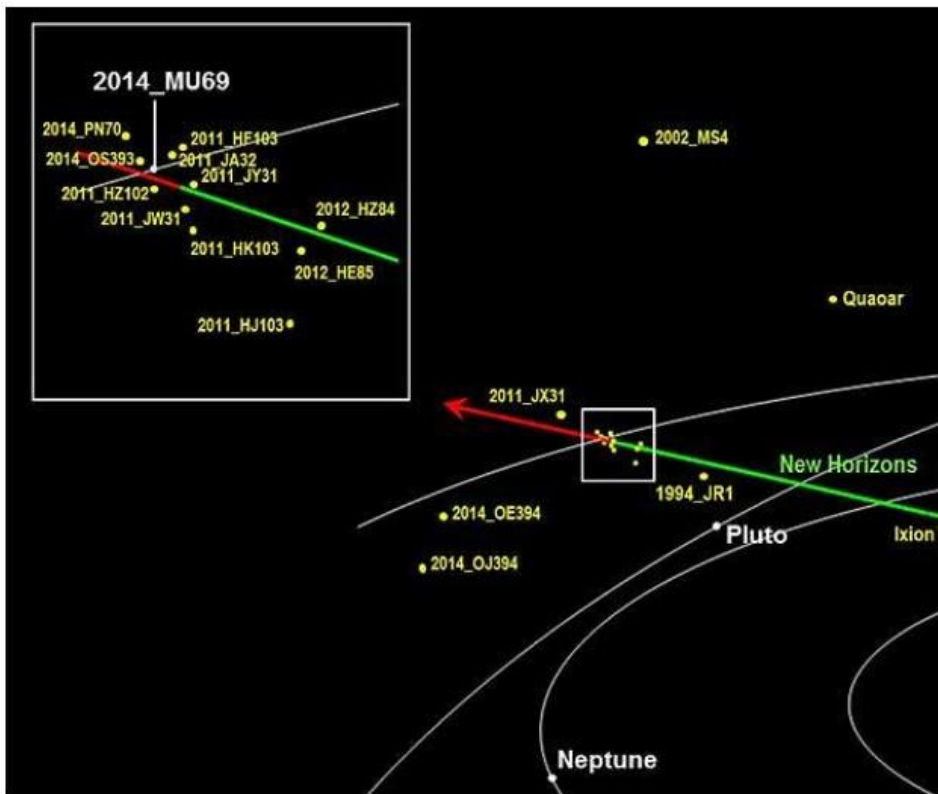 2014_MU69
2014_PN70
2011_HF103
2014_OS393
2011_JA32
2011_JY31
2011_HZ102
2011_JW31
2012_HZ84
2011_HK103
2012_HE85
2011_HJ103
2002_MS4
Quaoar
2011_JX31
New Horizons
1994_JR1
2014_OE394
Pluto
Ixion
2014_OJ394
Neptune